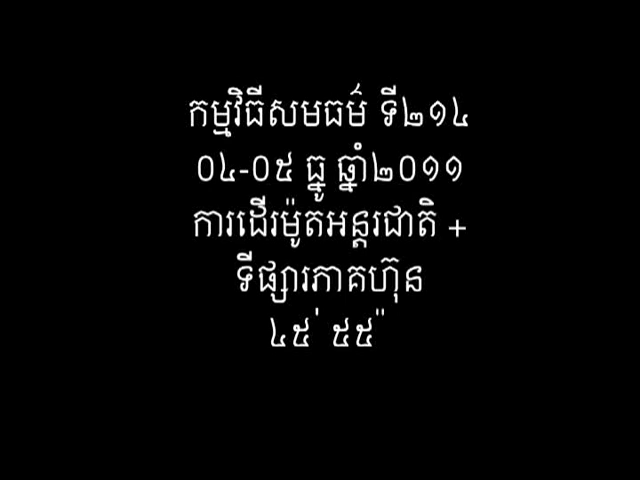 កម្មវិធីសមធម៌ ទី២១៤
០៤-០៥ ធ្នូ ឆ្នាំ២០១១
ការដើរម៉ូតអន្តរជាតិ +
ទីផ្សារភាគហ៊ុន
៤៥' ៥៥"